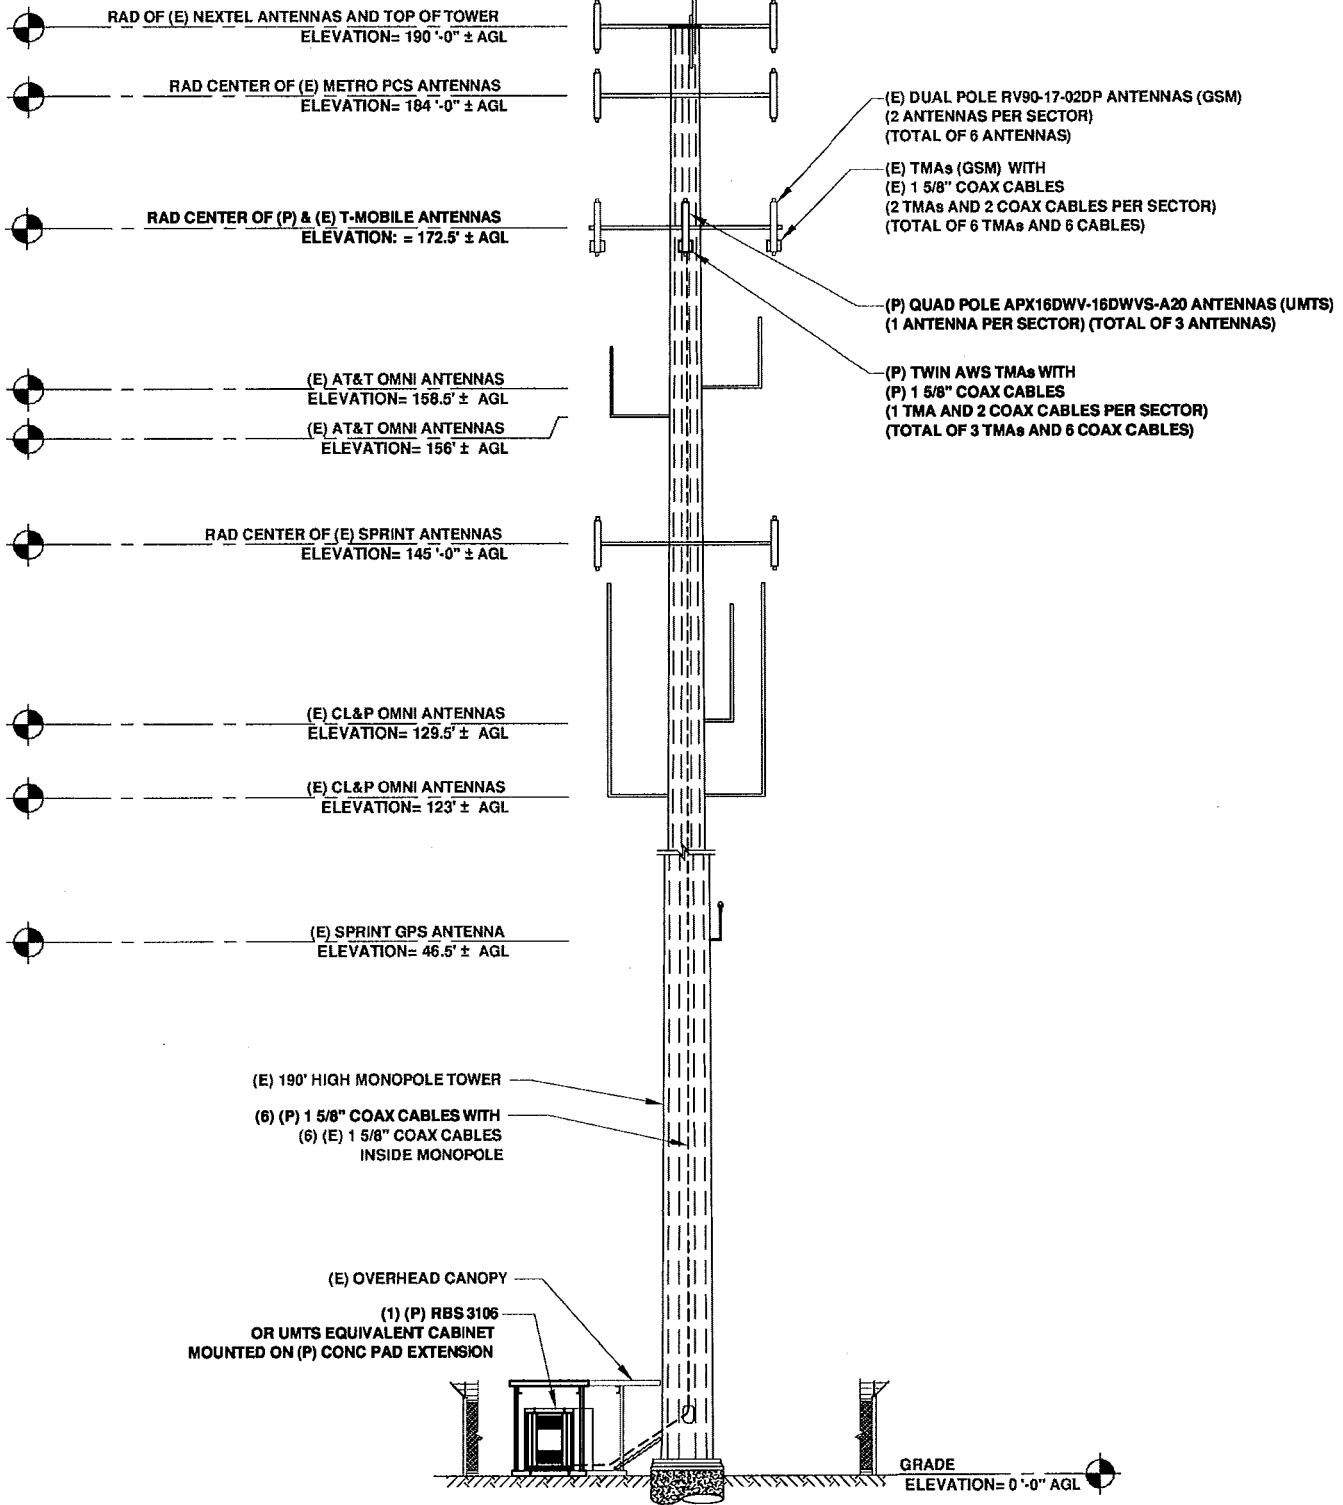 RAD OF (E) NEXTEL ANTENNAS AND TOP OF TOWER
ELEVATION= 190 '-0" ± AGL
RAD CENTER OF (E) METRO PCS ANTENNAS
ELEVATION= 184 '-0" ± AGL
(E) DUAL POLE RV90-17-02DP ANTENNAS (GSM)
(2 ANTENNAS PER SECTOR)
(TOTAL OF 6 ANTENNAS)
(E) TMAs (GSM) WITH
(E) 1 5/8" COAX CABLES
(2 TMAs AND 2 COAX CABLES PER SECTOR)
(TOTAL OF 6 TMAs AND 6 CABLES)
RAD CENTER OF (P) & (E) T-MOBILE ANTENNAS
ELEVATION: = 172.5' ± AGL
(P) QUAD POLE APX16DWV-16DWVS-A20 ANTENNAS (UMTS)
(1 ANTENNA PER SECTOR) (TOTAL OF 3 ANTENNAS)
(P) TWIN AWS TMAs WITH
(P) 1 5/8" COAX CABLES
(1 TMA AND 2 COAX CABLES PER SECTOR)
(TOTAL OF 3 TMAs AND 6 COAX CABLES)
(E) AT&T OMNI ANTENNAS
ELEVATION= 158.5' ± AGL
(E) AT&T OMNI ANTENNAS
ELEVATION= 156' ± AGL
RAD CENTER OF (E) SPRINT ANTENNAS
ELEVATION= 145 '-0" ± AGL
(E) CL&P OMNI ANTENNAS
ELEVATION= 129.5' ± AGL
(E) CL&P OMNI ANTENNAS
ELEVATION= 123' ± AGL
(E) SPRINT GPS ANTENNA
ELEVATION= 46.5' ± AGL
(E) 190' HIGH MONOPOLE TOWER
(6) (P) 1 5/8" COAX CABLES WITH
(6) (E) 1 5/8" COAX CABLES
INSIDE MONOPOLE
(E) OVERHEAD CANOPY
(1) (P) RBS 3106
OR UMTS EQUIVALENT CABINET
MOUNTED ON (P) CONC PAD EXTENSION
GRADE
ELEVATION= 0 '-0" AGL